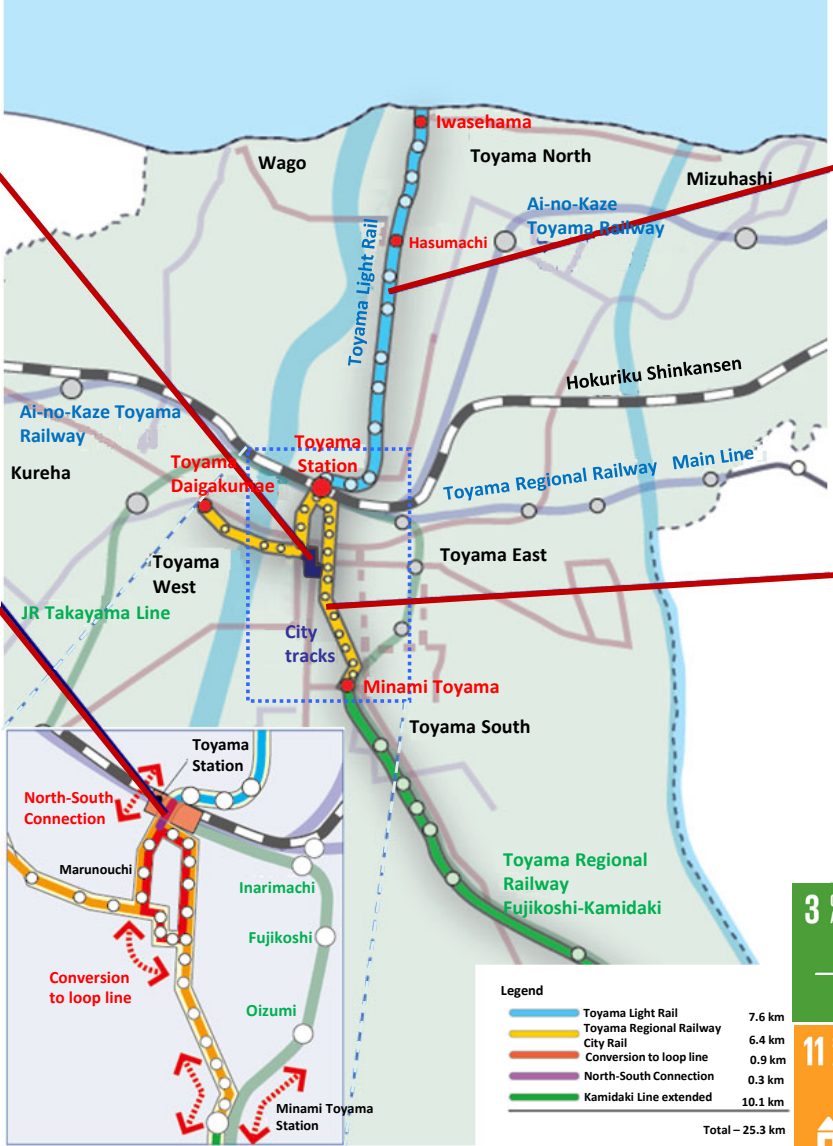 Iwasehama
Wago
Toyama North
Mizuhashi
Ai-no-Kaze
Toyama Railway
Hasumachi
Toyama Light Rail
Hokuriku Shinkansen
Ai-no-Kaze Toyama
Railway
Kureha
Toyama
Station
Toyama
Daigakumae
Toyama Regional Railway Main Line
Toyama East
Toyama
West
JR Takayama Line
City
tracks
Minami Toyama
Toyama South
Toyama
Station
North-South
Connection
Marunouchi
Inarimachi
Fujikoshi
Conversion
to loop line
Oizumi
Minami Toyama
Station
Toyama Regional
Railway
Fujikoshi-Kamidaki
Legend
Toyama Light Rail 7.6 km
Toyama Regional Railway
City Rail 6.4 km
Conversion to loop line 0.9 km
North-South Connection 0.3 km
Kamidaki Line extended 10.1 km
Total – 25.3 km
3
11